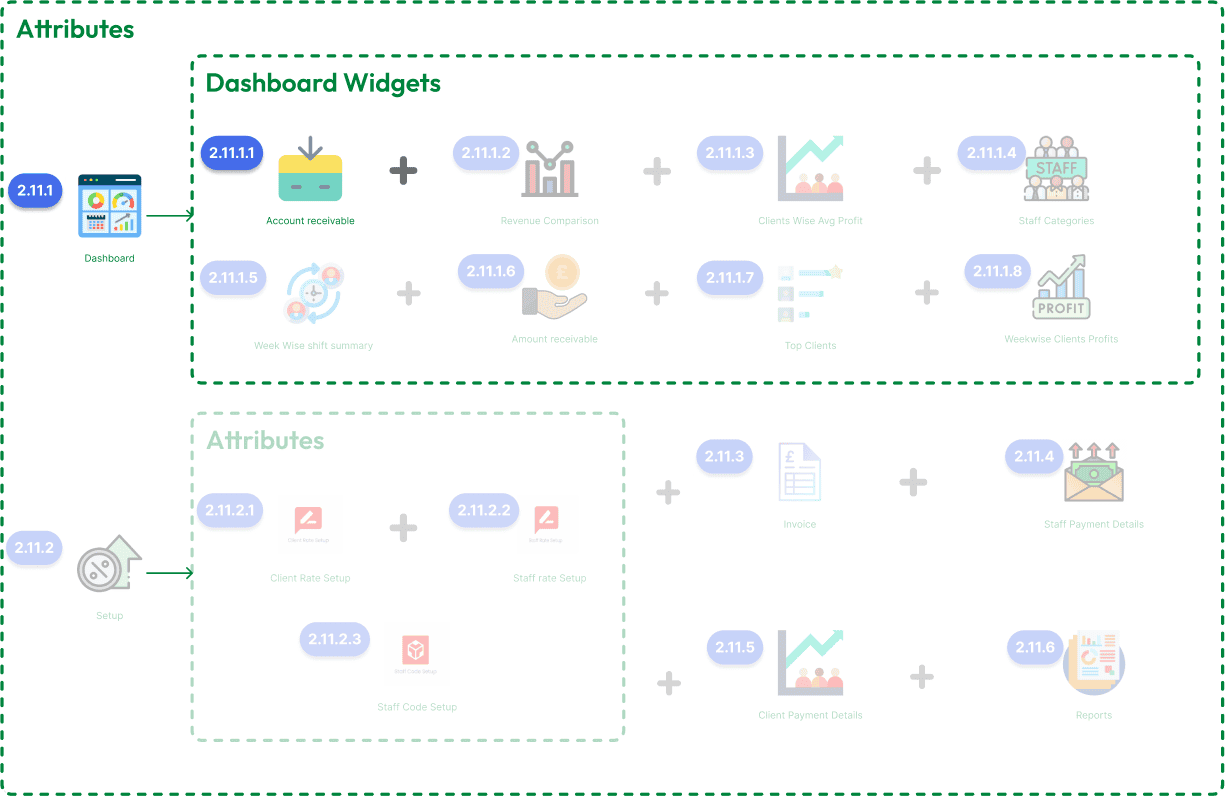 Attributes
Dashboard Widgets
2.11.1.1
2.11.1.2
2.11.1.3
2.11.1.4
STAFF
2.11.1
Account receivable
Revenue Comparison
Clients Wise Avg Profit
Staff Categories
Dashboard
2.11.1.5
2.11.1.6
£
2.11.1.7
2.11.1.8
PROFIT
Week Wise shift summary
Amount receivable
Top Clients
Weekwise Clients Profits
Attributes
2.11.3
£
2.11.4
2.11.2.1
Client Rate Setup
2.11.2.2
Staff Rate Setup
Invoice
Staff Payment Details
2.11.2
Client Rate Setup
Staff rate Setup
Setup
2.11.2.3
Staff Code Setup
2.11.5
2.11.6
Staff Code Setup
Client Payment Details
Reports